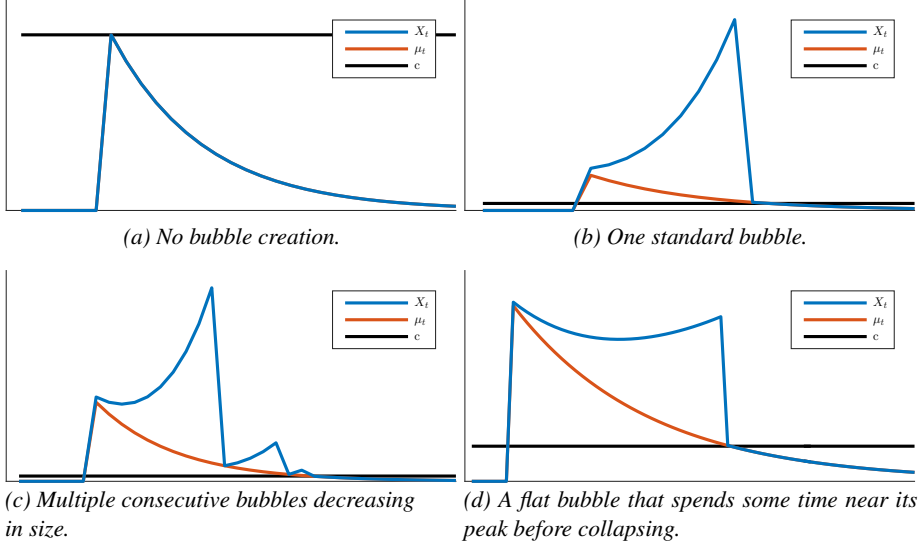 X_t
μ_t
c
X_t
μ_t
c
(a) No bubble creation.
(b) One standard bubble.
X_t
μ_t
c
X_t
μ_t
c
(c) Multiple consecutive bubbles decreasing
in size.
(d) A flat bubble that spends some time near its
peak before collapsing.